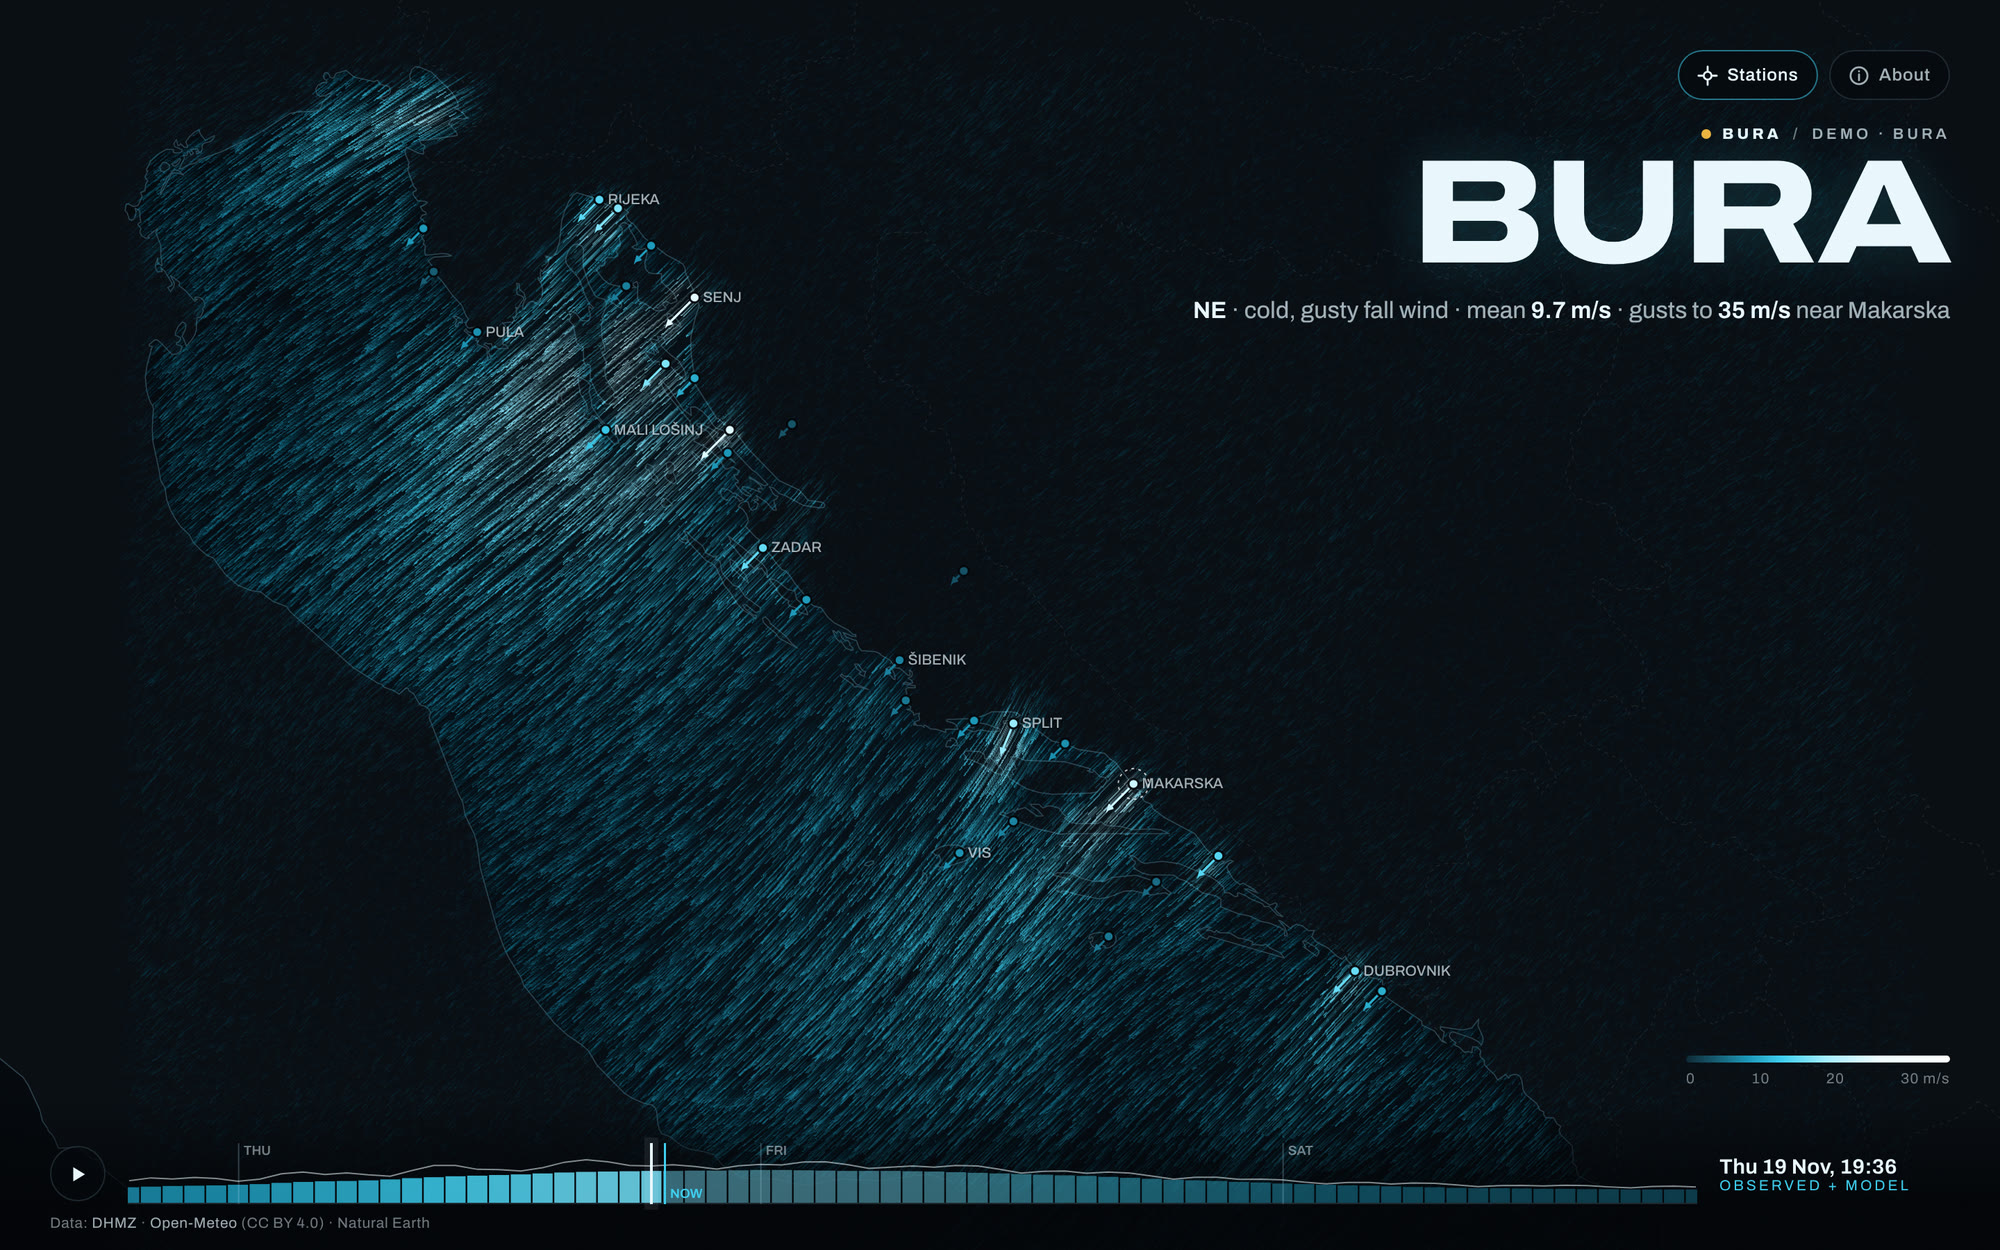 Stations
About
BURA / DEMO · BURA
BURA
NE · cold, gusty fall wind · mean 9.7 m/s · gusts to 35 m/s near Makarska
RIJEKA
SENJ
PULA
MALI LOŠINJ
ZADAR
ŠIBENIK
SPLIT
MAKARSKA
VIS
DUBROVNIK
0 10 20 30 m/s
THU FRI SAT
NOW
Thu 19 Nov, 19:36
OBSERVED + MODEL
Data: DHMZ · Open-Meteo (CC BY 4.0) · Natural Earth